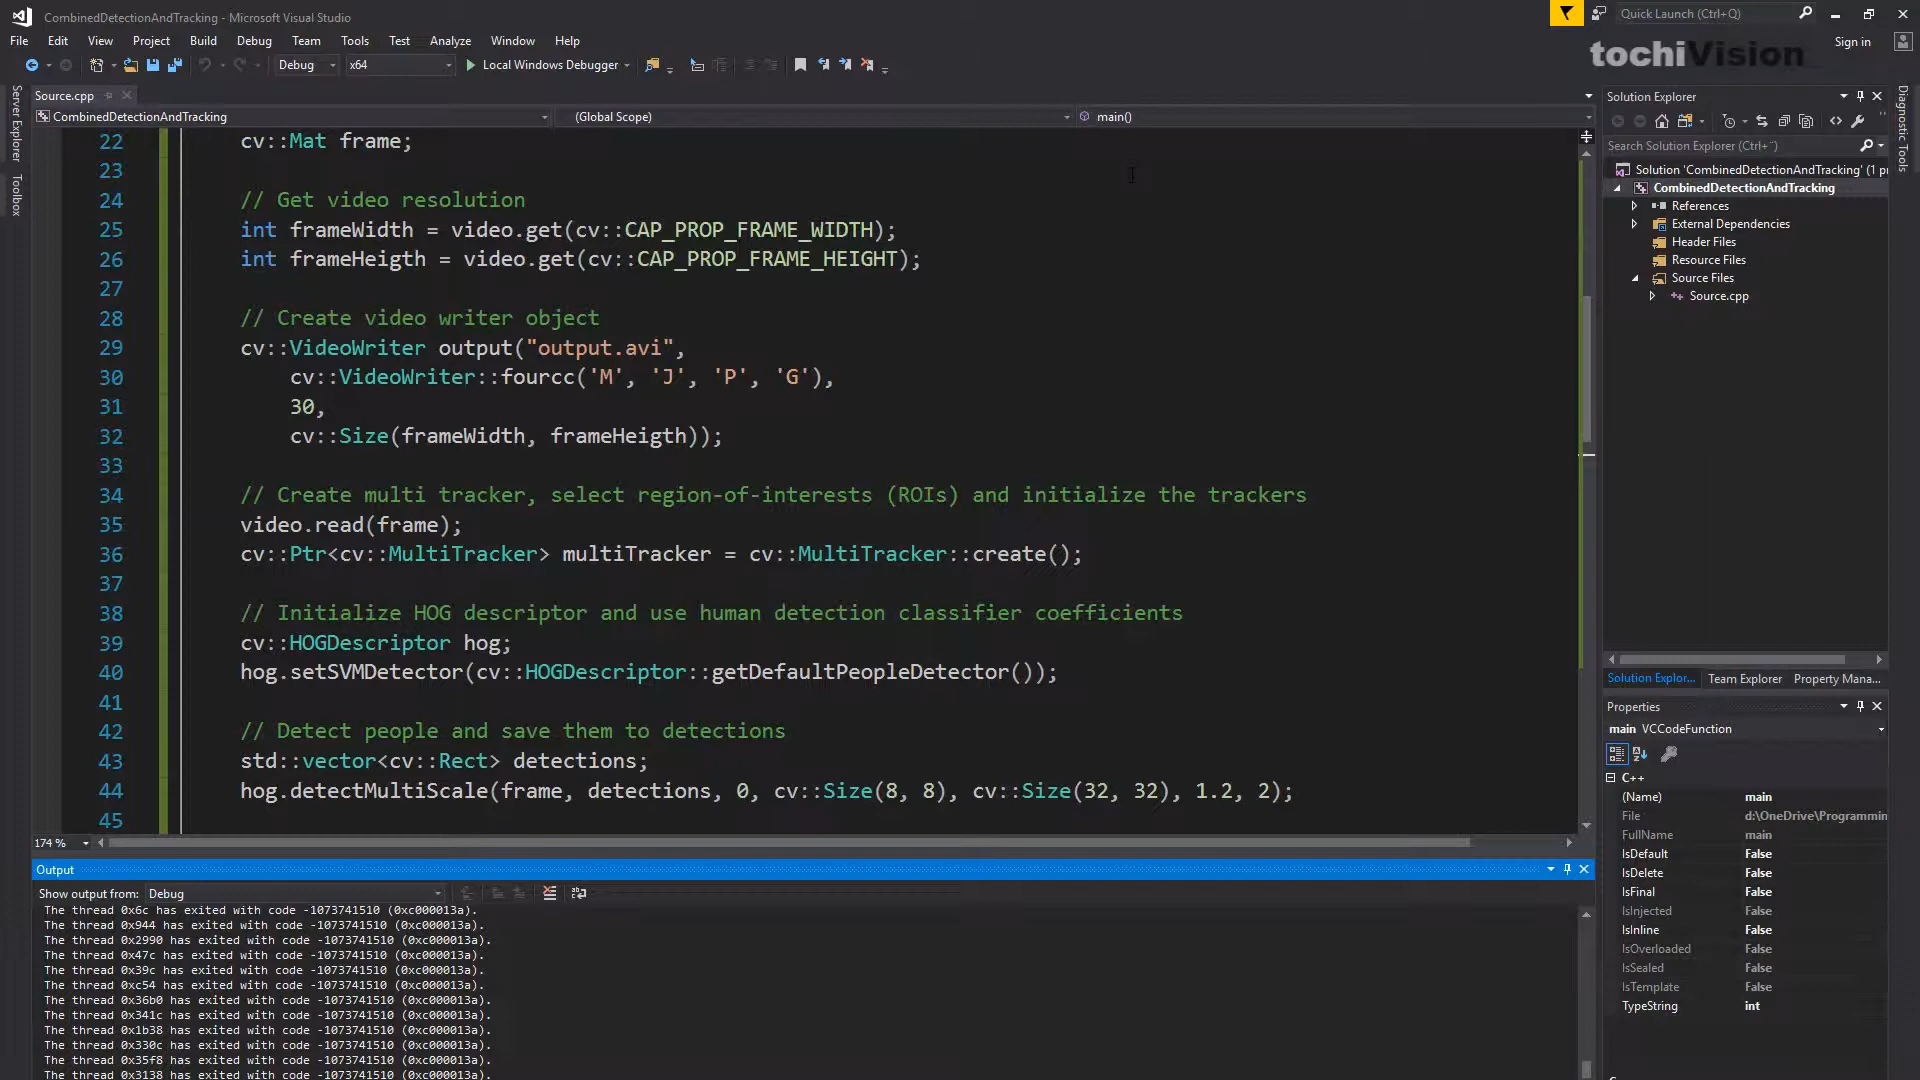 CombinedDetectionAndTracking - Microsoft Visual Studio
Quick Launch (Ctrl+Q)
File Edit View Project Build Debug Team Tools Test Analyze Window Help
Sign in
tochiVision
Debug x64 Local Windows Debugger
Server Explorer
Toolbox
Diagnostic Tools
Source.cpp
CombinedDetectionAndTracking (Global Scope) main()
22 cv::Mat frame;
23
24 // Get video resolution
25 int frameWidth = video.get(cv::CAP_PROP_FRAME_WIDTH);
26 int frameHeigth = video.get(cv::CAP_PROP_FRAME_HEIGHT);
27
28 // Create video writer object
29 cv::VideoWriter output("output.avi",
30 cv::VideoWriter::fourcc('M', 'J', 'P', 'G'),
31 30,
32 cv::Size(frameWidth, frameHeigth));
33
34 // Create multi tracker, select region-of-interests (ROIs) and initialize the trackers
35 video.read(frame);
36 cv::Ptr<cv::MultiTracker> multiTracker = cv::MultiTracker::create();
37
38 // Initialize HOG descriptor and use human detection classifier coefficients
39 cv::HOGDescriptor hog;
40 hog.setSVMDetector(cv::HOGDescriptor::getDefaultPeopleDetector());
41
42 // Detect people and save them to detections
43 std::vector<cv::Rect> detections;
44 hog.detectMultiScale(frame, detections, 0, cv::Size(8, 8), cv::Size(32, 32), 1.2, 2);
45
174 %
Output
Show output from: Debug
The thread 0x6c has exited with code -1073741510 (0xc000013a).
The thread 0x944 has exited with code -1073741510 (0xc000013a).
The thread 0x2990 has exited with code -1073741510 (0xc000013a).
The thread 0x47c has exited with code -1073741510 (0xc000013a).
The thread 0x39c has exited with code -1073741510 (0xc000013a).
The thread 0xc54 has exited with code -1073741510 (0xc000013a).
The thread 0x36b0 has exited with code -1073741510 (0xc000013a).
The thread 0x341c has exited with code -1073741510 (0xc000013a).
The thread 0x1b38 has exited with code -1073741510 (0xc000013a).
The thread 0x330c has exited with code -1073741510 (0xc000013a).
The thread 0x35f8 has exited with code -1073741510 (0xc000013a).
The thread 0x3138 has exited with code -1073741510 (0xc000013a).
Solution Explorer
Search Solution Explorer (Ctrl+¨)
Solution 'CombinedDetectionAndTracking' (1 pr
CombinedDetectionAndTracking
References
External Dependencies
Header Files
Resource Files
Source Files
Source.cpp
Solution Explor... Team Explorer Property Mana...
Properties
main VCCodeFunction
C++
(Name) main
File d:\OneDrive\Programmin
FullName main
IsDefault False
IsDelete False
IsFinal False
IsInjected False
IsInline False
IsOverloaded False
IsSealed False
IsTemplate False
TypeString int